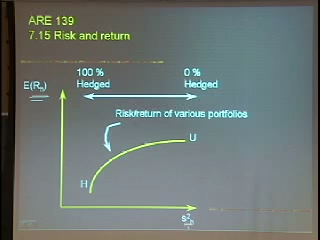 ARE 139
7.15 Risk and return
100 % 0 %
Hedged Hedged
E(Rh)
Risk/return of various portfolios
U
H